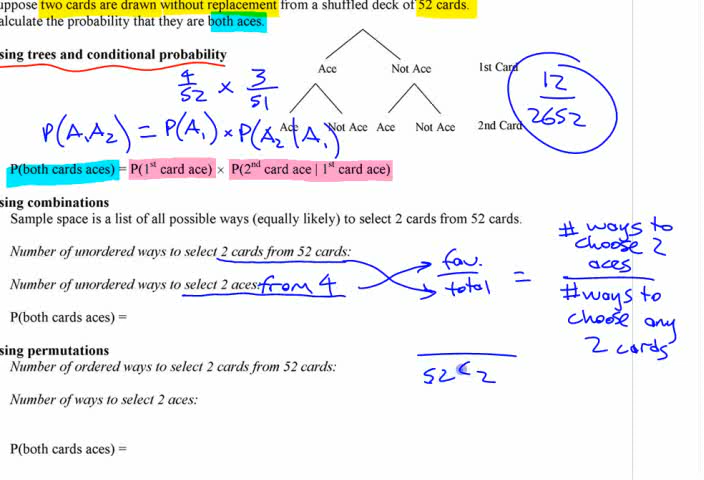 uppose two cards are drawn without replacement from a shuffled deck of 52 cards.
alculate the probability that they are both aces.
sing trees and conditional probability
Ace Not Ace 1st Card
4/52 × 3/51
12/2652
P(A₁A₂) = P(A₁) × P(A₂|A₁)
Ace Not Ace Ace Not Ace 2nd Card
P(both cards aces) = P(1st card ace) × P(2nd card ace | 1st card ace)
sing combinations
Sample space is a list of all possible ways (equally likely) to select 2 cards from 52 cards.
Number of unordered ways to select 2 cards from 52 cards:
Number of unordered ways to select 2 aces: from 4
fav.
total
=
# ways to
choose 2
aces
# ways to
choose any
2 cards
P(both cards aces) =
sing permutations
Number of ordered ways to select 2 cards from 52 cards:
52C2
Number of ways to select 2 aces:
P(both cards aces) =